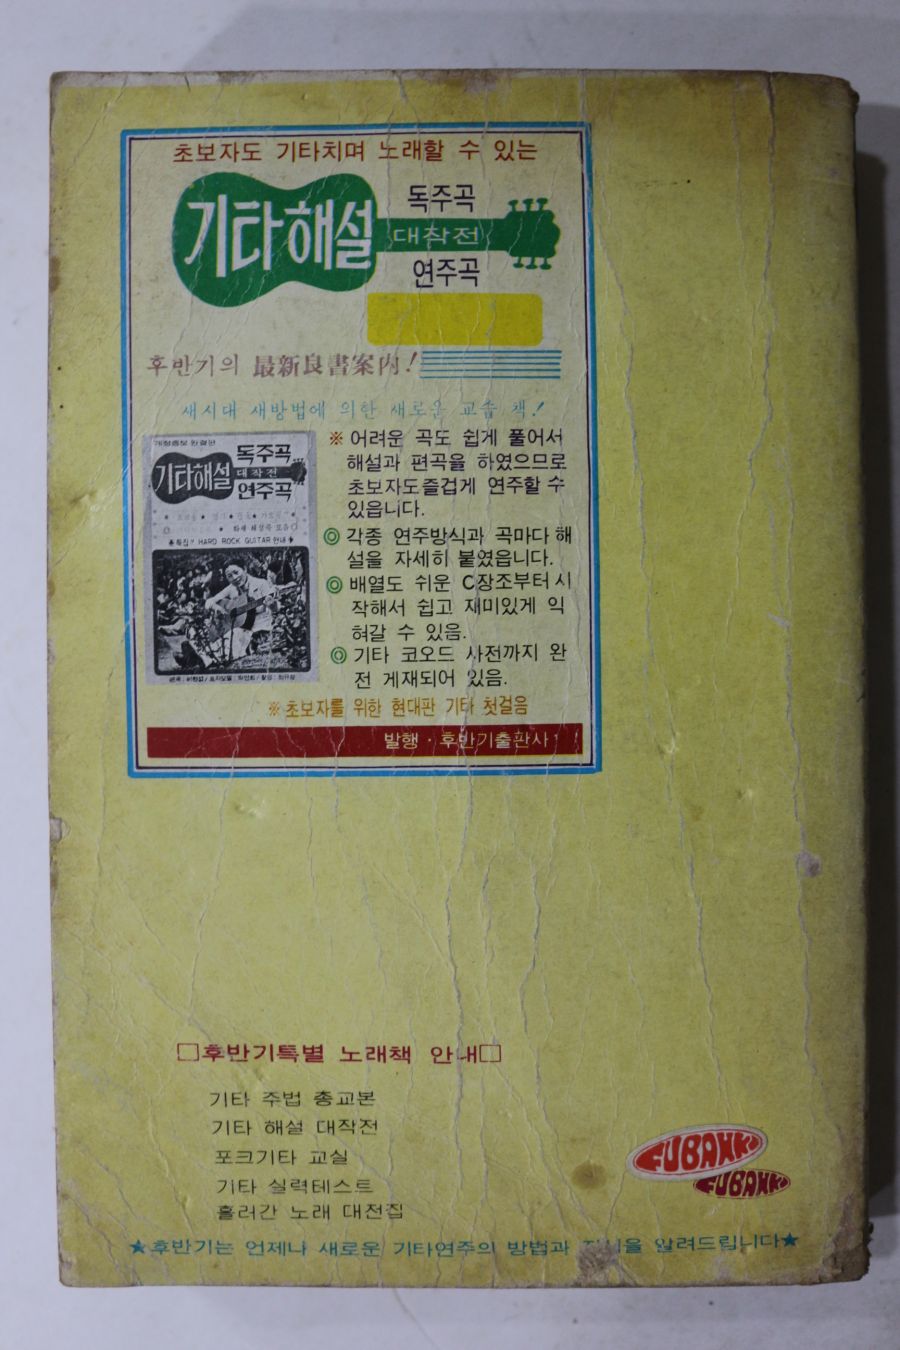 초보자도 기타치며 노래할 수 있는
기타해설
독주곡
대작전
연주곡
후반기의 最新良書案內!
새시대 새방법에 의한 새로운 교습 책!
개정증보 완결판
기타해설
독주곡
대작전
연주곡
HARD ROCK GUITAR 안내
※ 어려운 곡도 쉽게 풀어서
해설과 편곡을 하였으므로
초보자도즐겁게 연주할 수
있읍니다.
◎ 각종 연주방식과 곡마다 해
설을 자세히 붙였읍니다.
◎ 배열도 쉬운 C장조부터 시
작해서 쉽고 재미있게 익
혀갈 수 있음.
◎ 기타 코오드 사전까지 완
전 게재되어 있음.
※ 초보자를 위한 현대판 기타 첫걸음
발행 · 후반기출판사
□후반기특별 노래책 안내□
기타 주법 총교본
기타 해설 대작전
포크기타 교실
기타 실력테스트
흘러간 노래 대전집
FUBANKI
FUBANKI
★후반기는 언제나 새로운 기타연주의 방법과 을 알려드립니다★